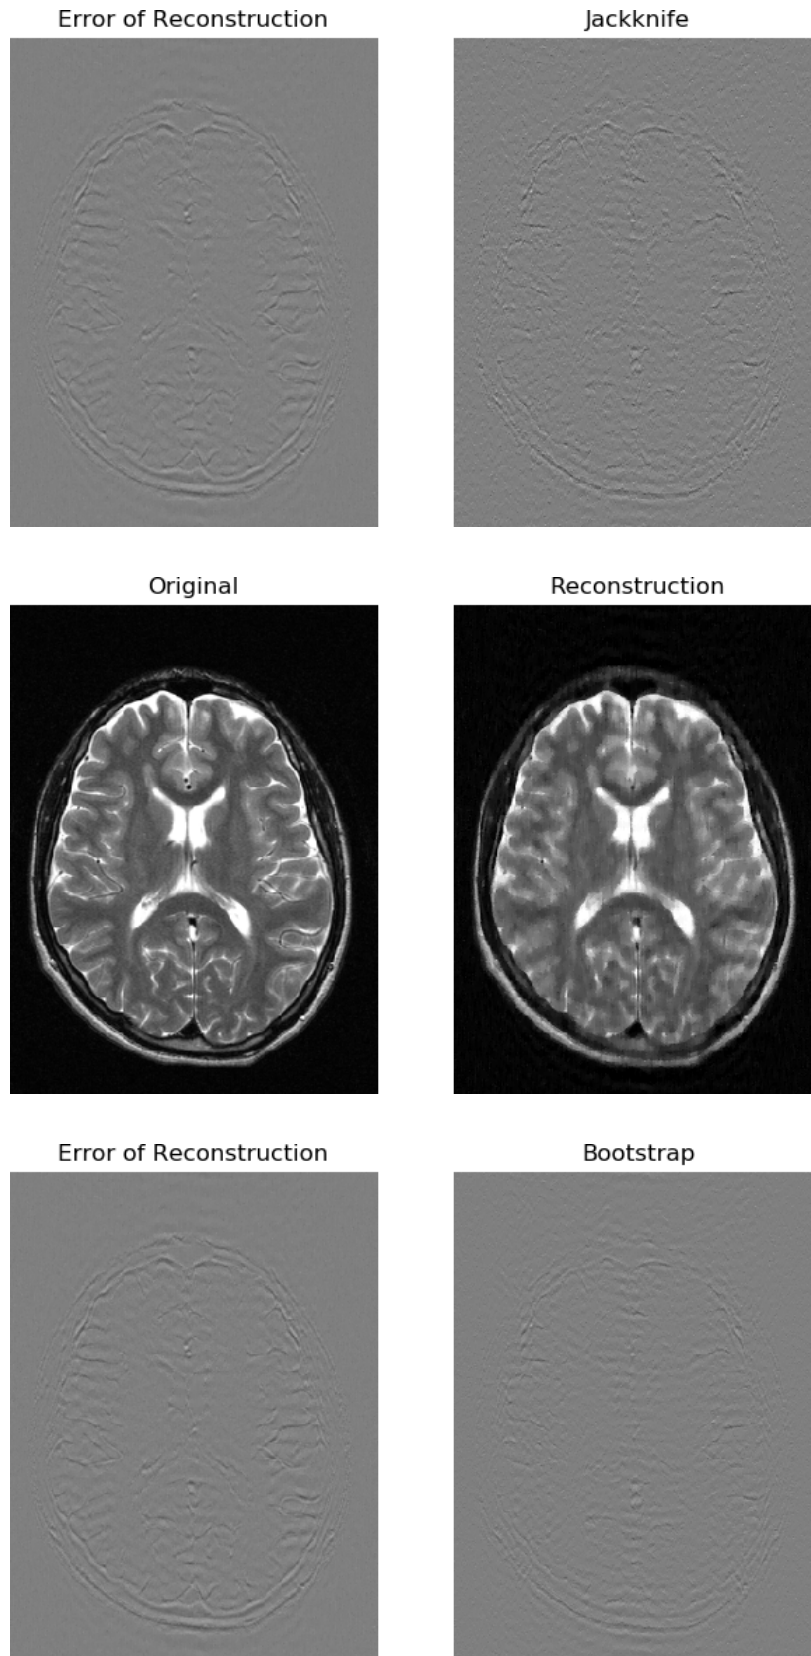 Error of Reconstruction
Jackknife
Original
Reconstruction
Error of Reconstruction
Bootstrap